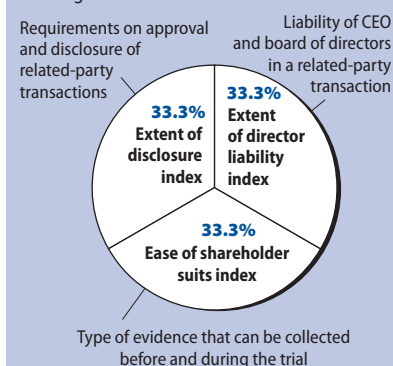 Requirements on approval
and disclosure of
related-party
transactions
Liability of CEO
and board of directors
in a related-party
transaction
33.3%
Extent of
disclosure
index
33.3%
Extent
of director
liability
index
33.3%
Ease of shareholder
suits index
Type of evidence that can be collected
before and during the trial